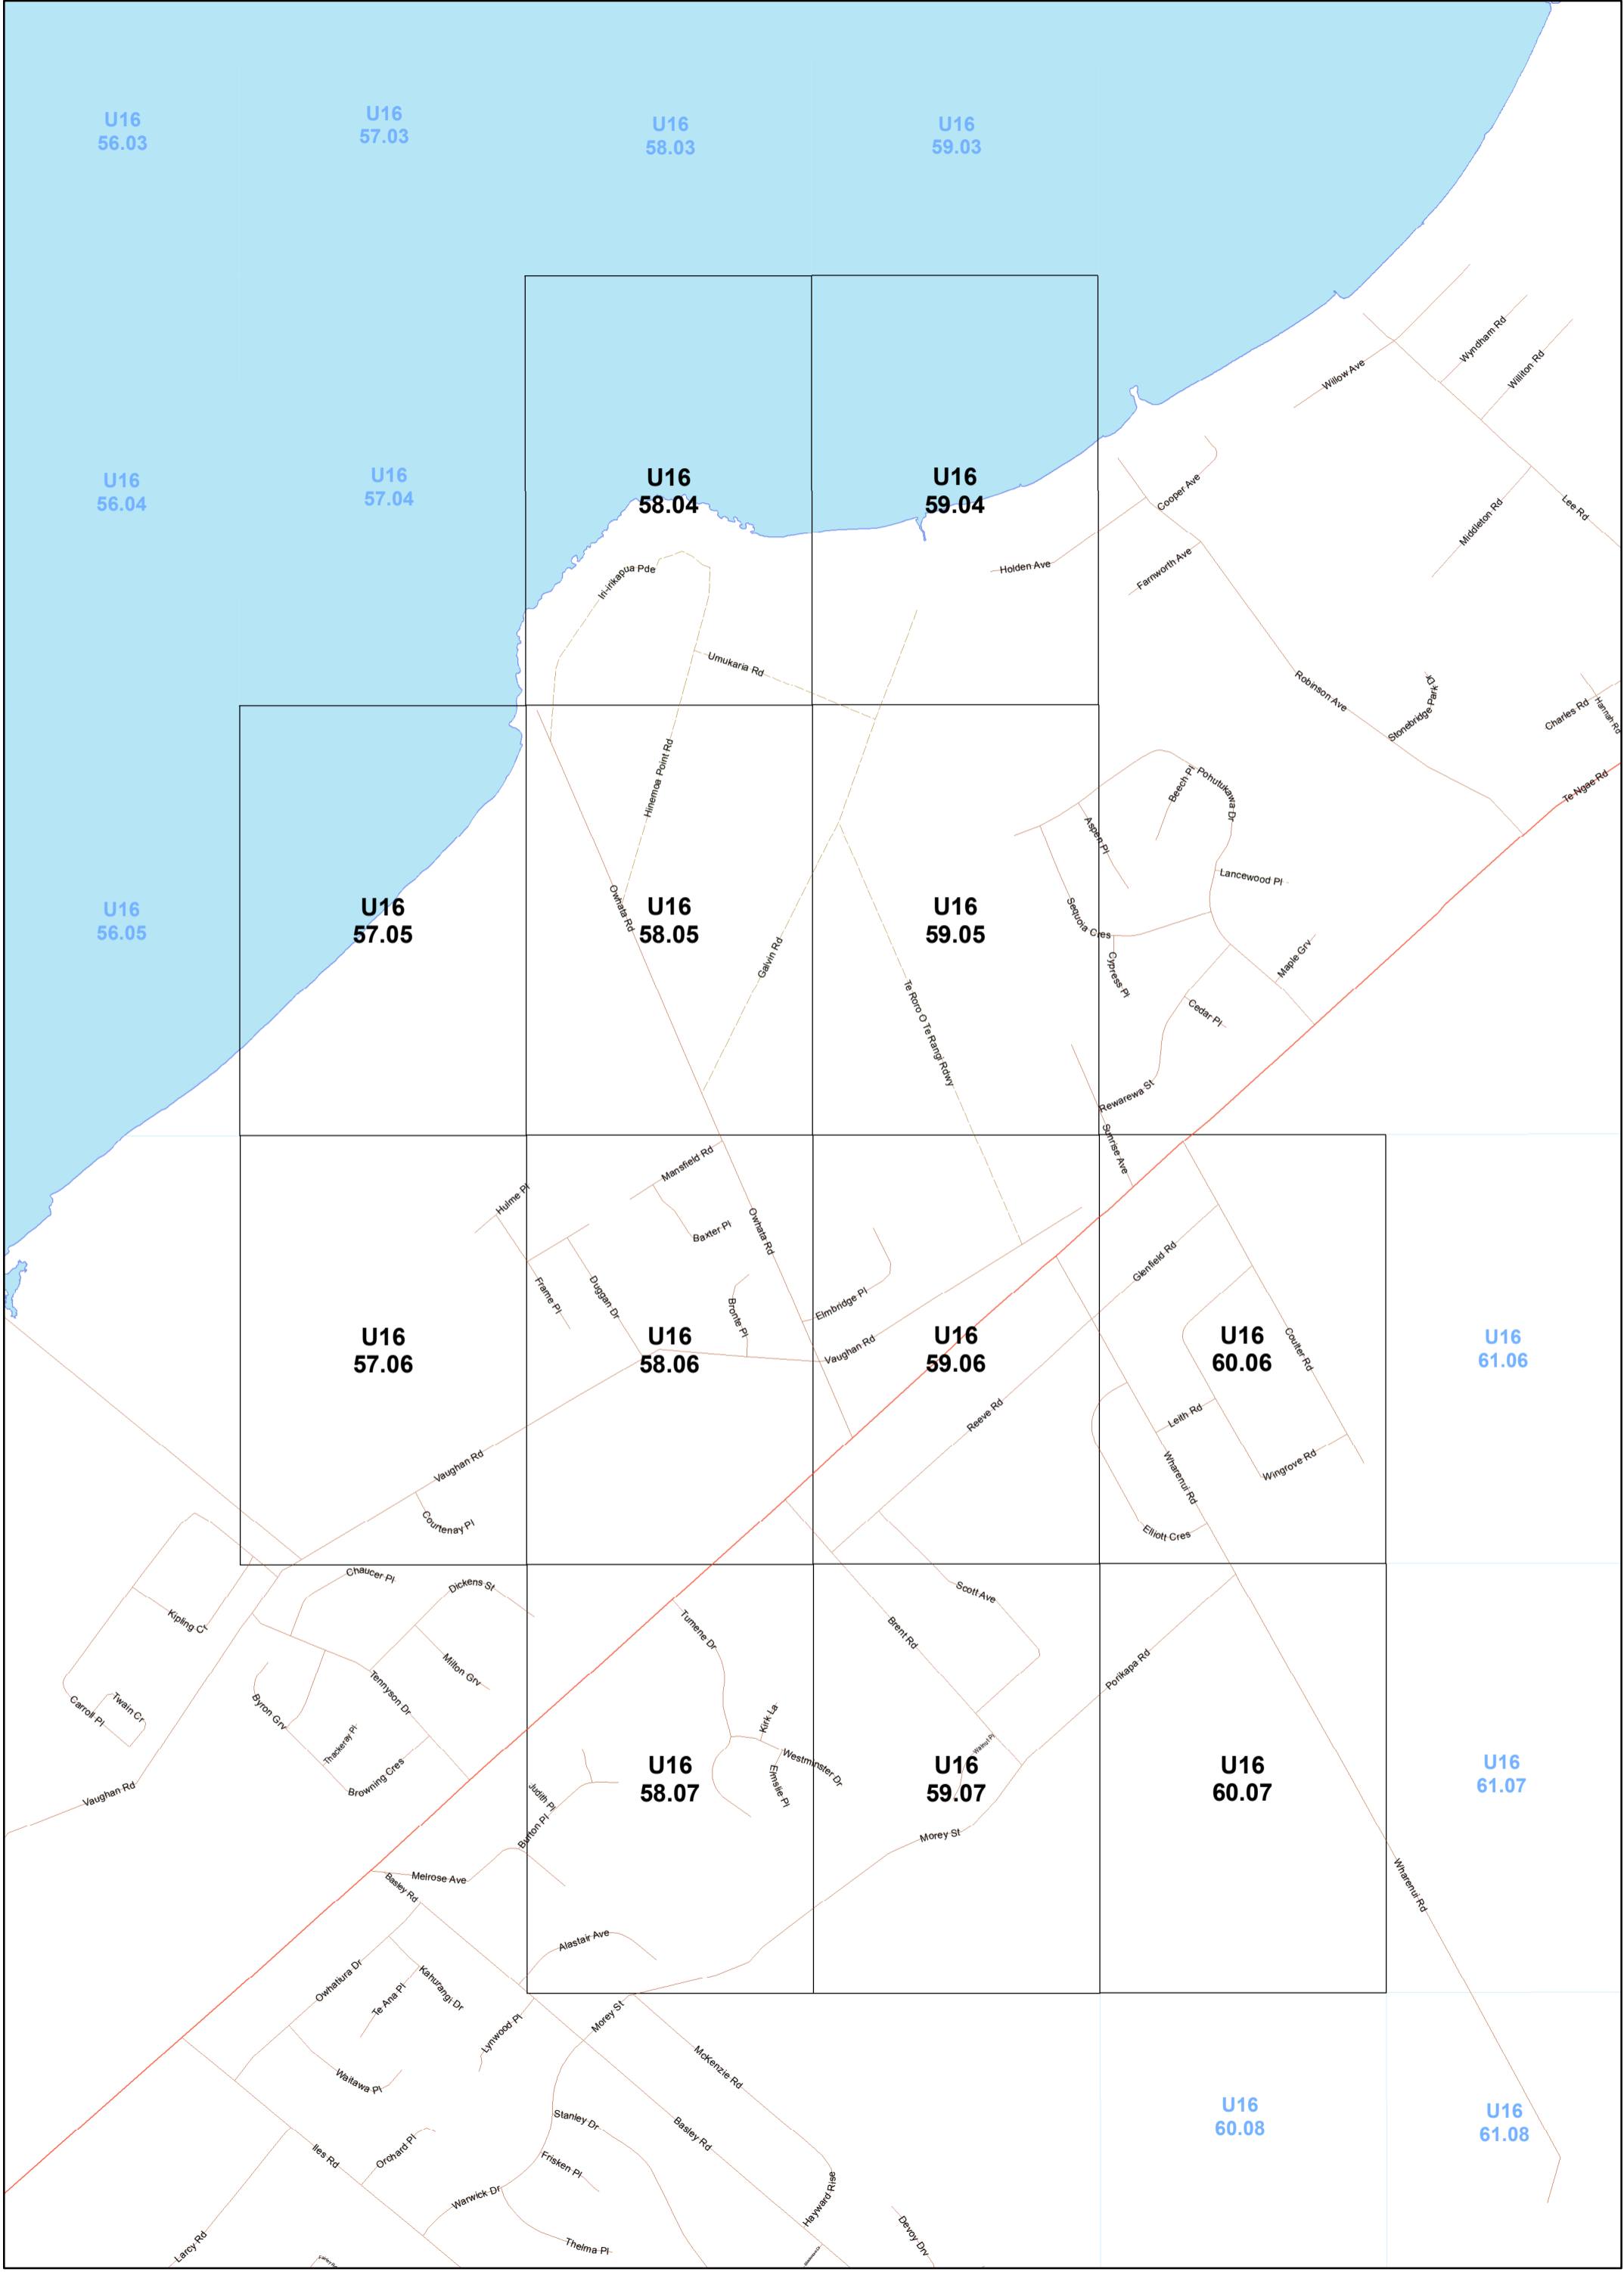 U16
56.03
U16
57.03
U16
58.03
U16
59.03
Wyndham Rd
Williton Rd
Willow Ave
U16
56.04
U16
57.04
U16
58.04
U16
59.04
Cooper Ave
Lee Rd
Middleton Rd
Iri-irikapua Pde
Holden Ave
Farnworth Ave
Umukaria Rd
Robinson Ave
Stonebridge Park Dr
Charles Rd
Hannah Rd
Te Ngae Rd
Hinemoa Point Rd
Beech Pl
Pohutukawa Dr
Aspen Pl
Lancewood Pl
U16
56.05
U16
57.05
Owhata Rd
U16
58.05
U16
59.05
Sequoia Cres
Galvin Rd
Cypress Pl
Maple Grv
Cedar Pl
Te Roro O Te Rangi Rdwy
Rewarewa St
Sunrise Ave
Mansfield Rd
Hulme Pl
Baxter Pl
Owhata Rd
Glenfield Rd
Frame Pl
Duggan Dr
Bronte Pl
Elmbridge Pl
Vaughan Rd
Coulter Rd
U16
57.06
U16
58.06
U16
59.06
U16
60.06
U16
61.06
Reeve Rd
Leith Rd
Vaughan Rd
Wharenui Rd
Wingrove Rd
Courtenay Pl
Elliott Cres
Chaucer Pl
Dickens St
Scott Ave
Kipling Ct
Tumene Dr
Brent Rd
Milton Grv
Porikapa Rd
Tennyson Dr
Carroll Pl
Twain Cr
Byron Grv
Thackeray Pl
Kirk La
Walnut Pl
Browning Cres
Vaughan Rd
Judith Pl
U16
58.07
Westminster Dr
Elmslie Pl
U16
59.07
U16
60.07
U16
61.07
Burton Pl
Morey St
Melrose Ave
Basley Rd
Wharenui Rd
Alastair Ave
Owhatiura Dr
Te Ana Pl
Kahurangi Dr
Lynwood Pl
Morey St
McKenzie Rd
Waitawa Pl
Stanley Dr
Basley Rd
U16
60.08
U16
61.08
Iles Rd
Orchard Pl
Frisken Pl
Warwick Dr
Hayward Rise
Larcy Rd
Thelma Pl
Devoy Drv